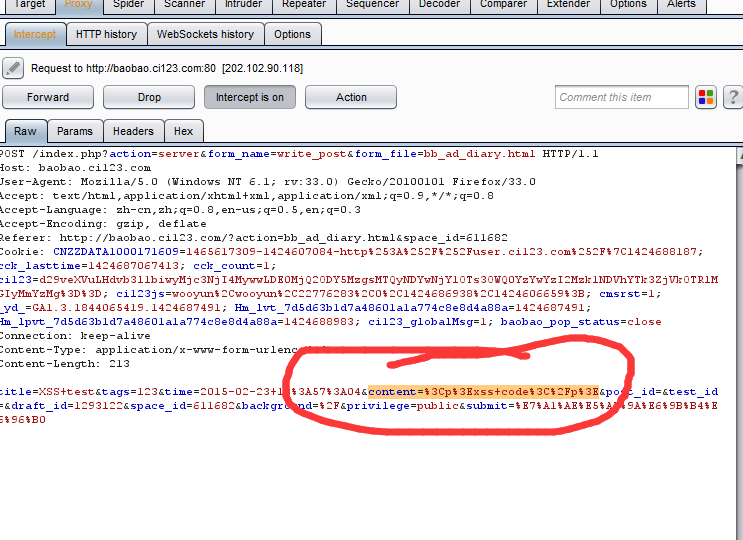 Target Proxy Spider Scanner Intruder Repeater Sequencer Decoder Comparer Extender Options Alerts
Intercept HTTP history WebSockets history Options
Request to http://baobao.ci123.com:80 [202.102.90.118]
Forward Drop Intercept is on Action Comment this item
Raw Params Headers Hex
POST /index.php?action=server&form_name=write_post&form_file=bb_ad_diary.html HTTP/1.1
Host: baobao.ci123.com
User-Agent: Mozilla/5.0 (Windows NT 6.1; rv:33.0) Gecko/20100101 Firefox/33.0
Accept: text/html,application/xhtml+xml,application/xml;q=0.9,*/*;q=0.8
Accept-Language: zh-cn,zh;q=0.8,en-us;q=0.5,en;q=0.3
Accept-Encoding: gzip, deflate
Referer: http://baobao.ci123.com/?action=bb_ad_diary.html&space_id=611682
Cookie: CNZZDATA1000171609=1465617309-1424607084-http%253A%252F%252Fuser.ci123.com%252F%7C1424688187;
cck_lasttime=1424687067413; cck_count=1;
ci123js=wooyun%2Cwooyun%2C22776283%2C0%2C1424686938%2C1424606659%3B; cmsrst=1;
_yd_=GA1.3.1844065419.1424687491; Hm_lvt_7d5d63b1d7a48601a1a774c8e8d4a88a=1424687491;
Hm_lpvt_7d5d63b1d7a48601a1a774c8e8d4a88a=1424688983; ci123_globalMsg=1; baobao_pop_status=close
Connection: keep-alive
Content-Type: application/x-www-form-urlenc
Content-Length: 213
title=XSS+test&tags=123&time=2015-02-23+1 %3A57%3A04&content=%3Cp%3Exss+code%3C%2Fp%3E&post_id=&test_id
=&draft_id=1293122&space_id=611682&background=%2F&privilege=public&submit=%E7%A1%AE%E5%A %9A%E6%9B%B4%E
6%96%B0